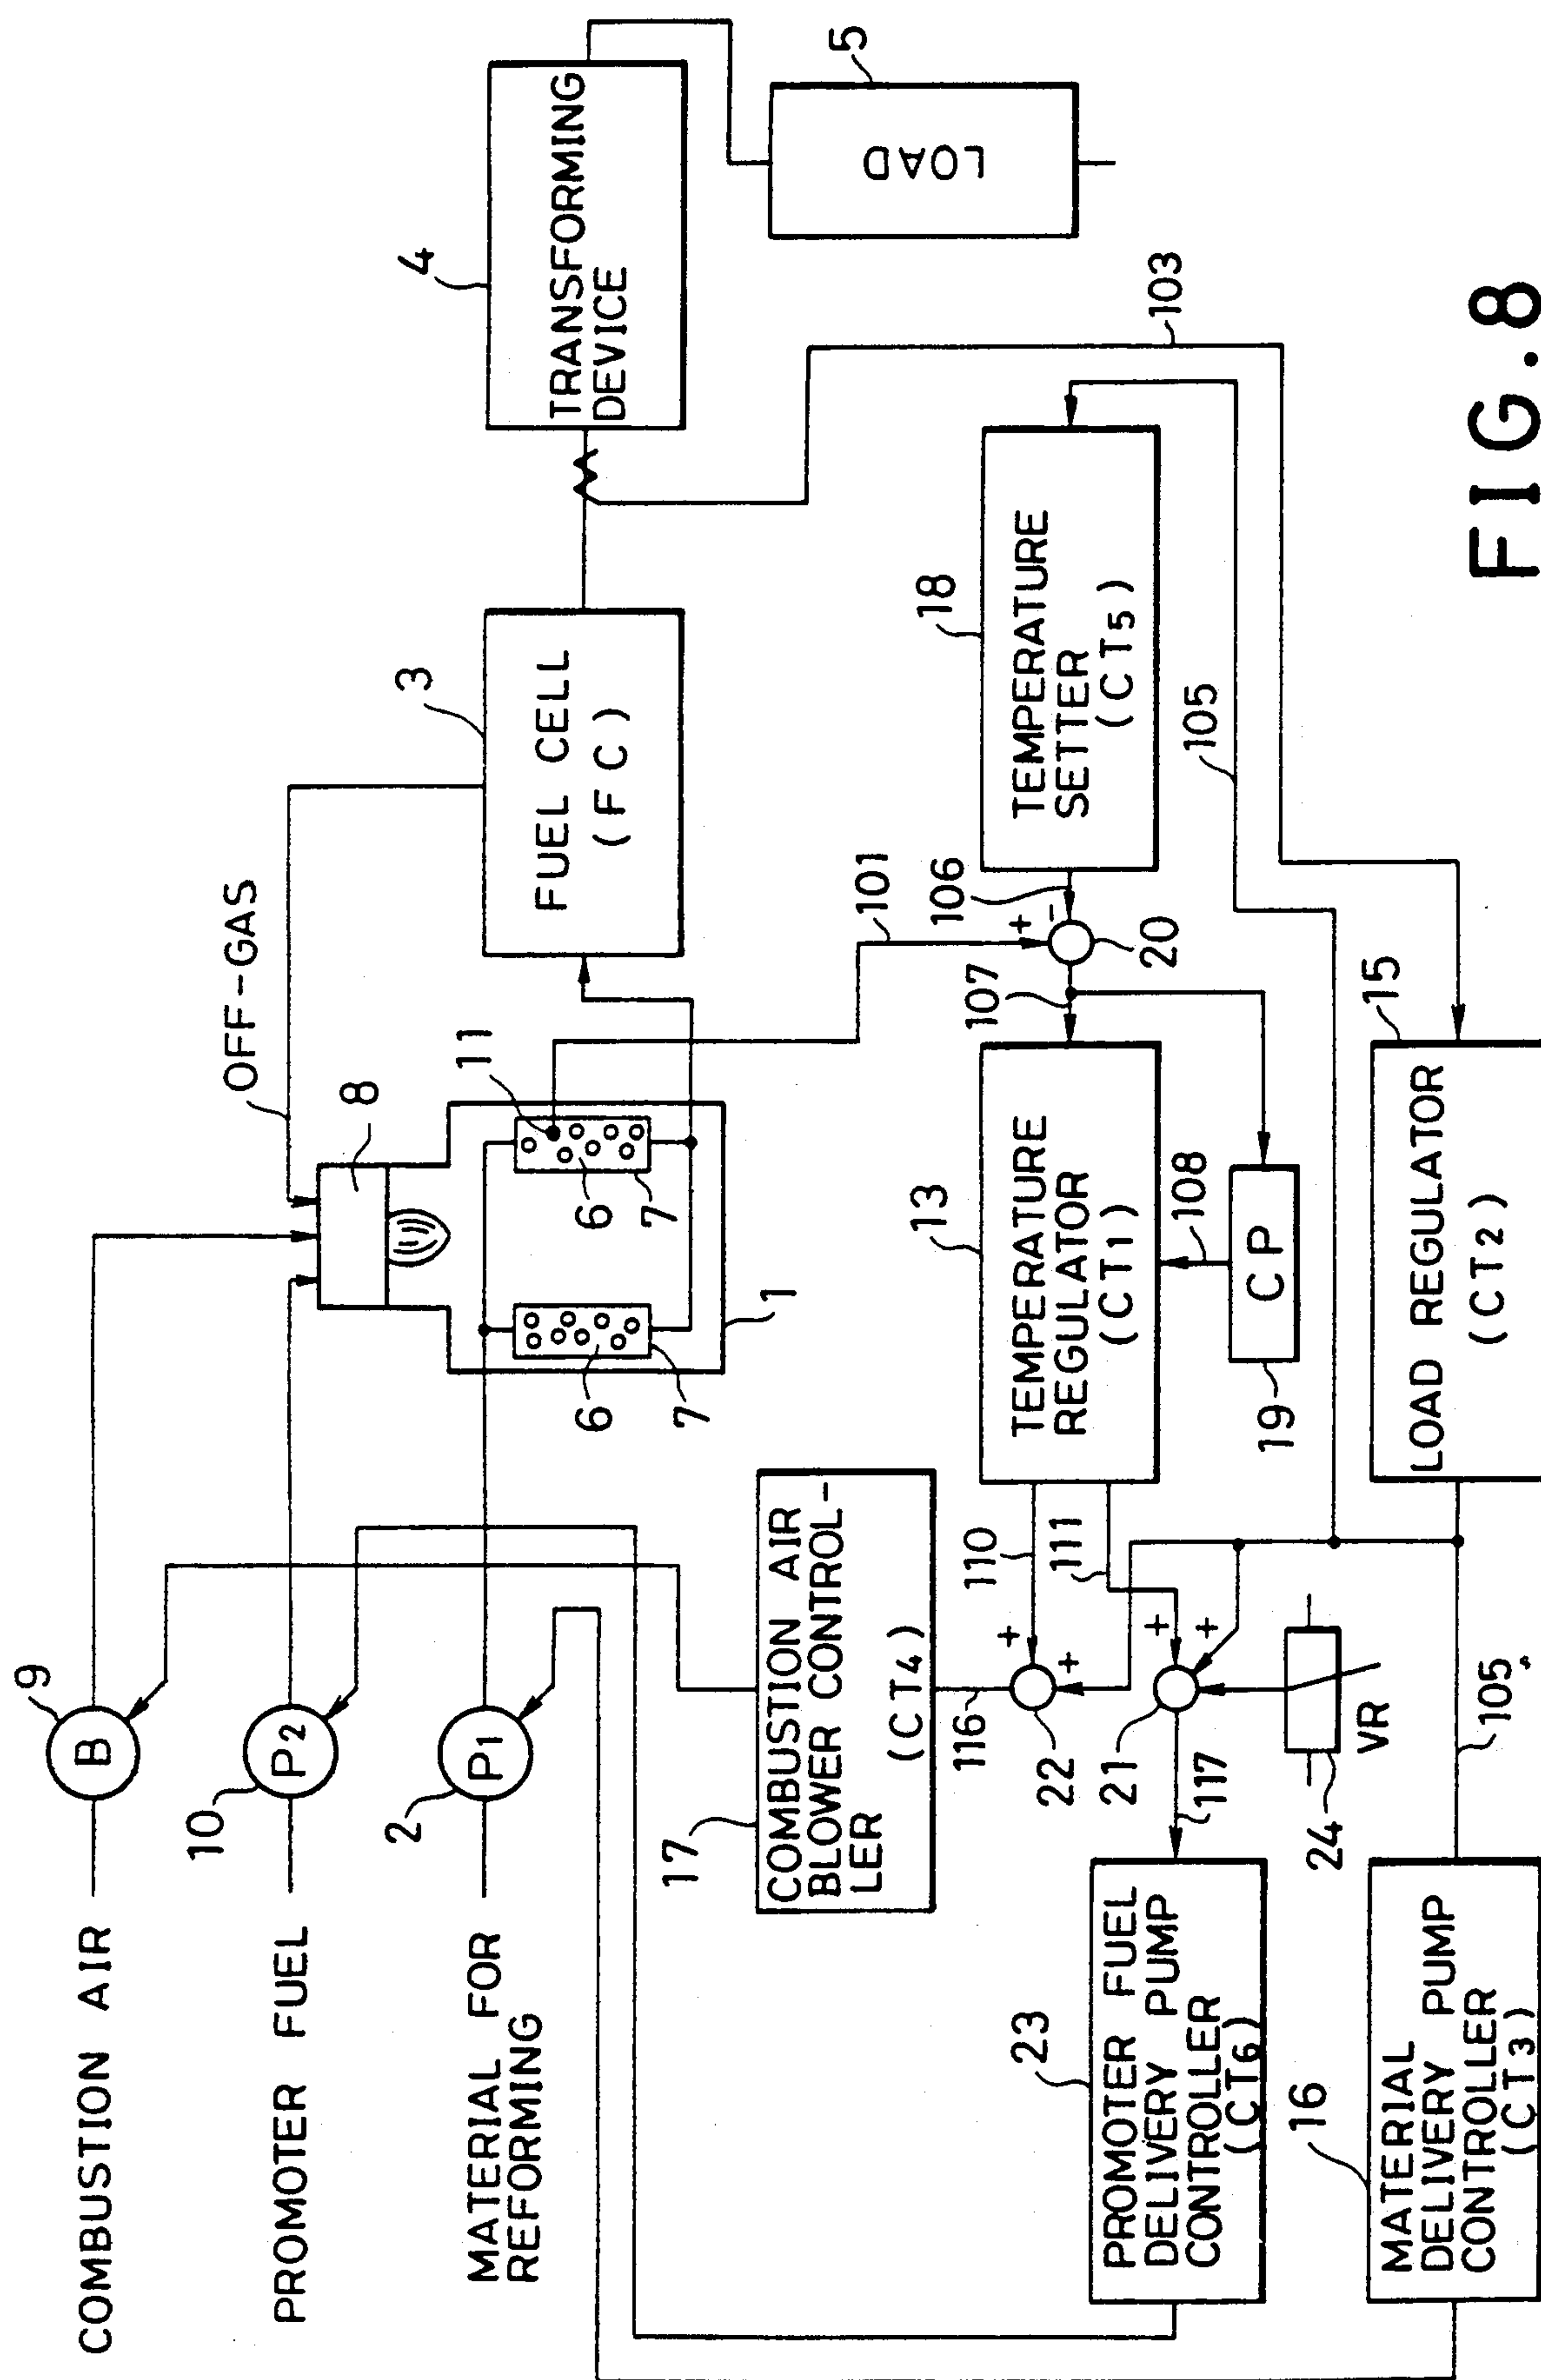 COMBUSTION AIR
9
B
PROMOTER FUEL
10
P2
MATERIAL FOR
REFORMING
2
P1
OFF-GAS
8
11
6
7
6
7
1
3
FUEL CELL
(FC)
4
TRANSFORMING
DEVICE
5
LOAD
103
101
17
COMBUSTION AIR
BLOWER CONTROL-
LER
(CT4)
116
22
+
+
110
111
13
TEMPERATURE
REGULATOR
(CT1)
107
20
+
-
106
18
TEMPERATURE
SETTER
(CT5)
105
108
CP
19
23
PROMOTER FUEL
DELIVERY PUMP
CONTROLLER
(CT6)
117
21
+
+
24
VR
16
MATERIAL
DELIVERY PUMP
CONTROLLER
(CT3)
105
15
LOAD REGULATOR
(CT2)
FIG.8